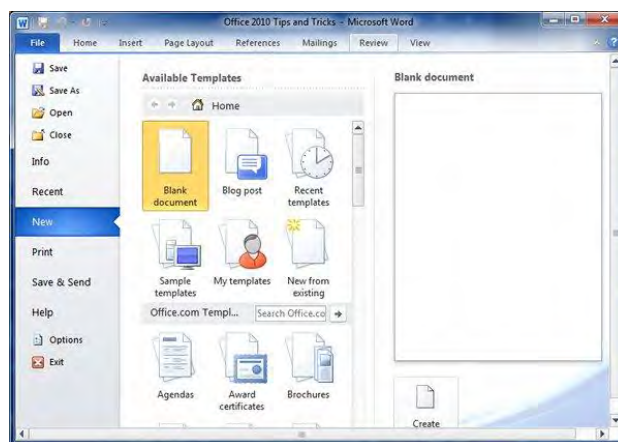 Office 2010 Tips and Tricks - Microsoft Word
File Home Insert Page Layout References Mailings Review View
Save
Save As
Open
Close
Info
Recent
New
Print
Save & Send
Help
Options
Exit
Available Templates
Home
Blank document
Blog post
Recent templates
Sample templates
My templates
New from existing
Office.com Templ... Search Office.co
Agendas
Award certificates
Brochures
Blank document
Create